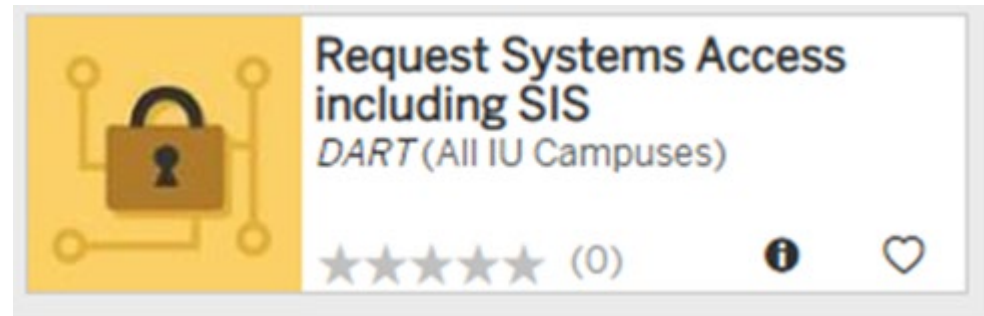 Request Systems Access
including SIS
DART (All IU Campuses)
(0)